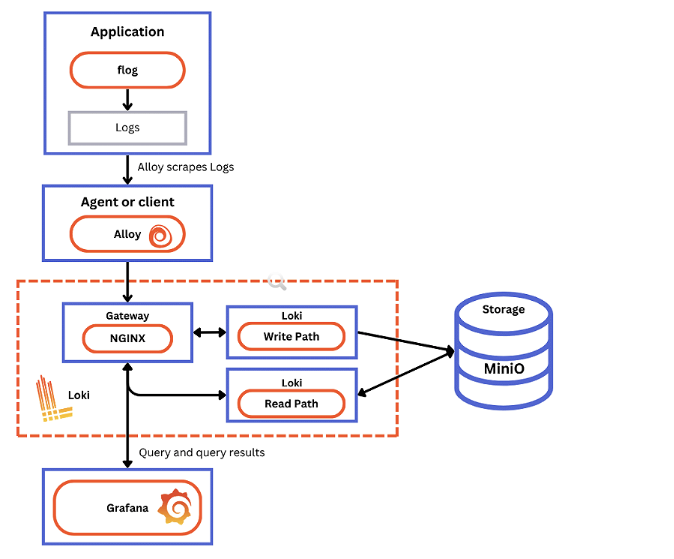 Application
flog
Logs
Alloy scrapes Logs
Agent or client
Alloy
Gateway
NGINX
Loki
Write Path
Storage
MiniO
Loki
Read Path
Loki
Query and query results
Grafana